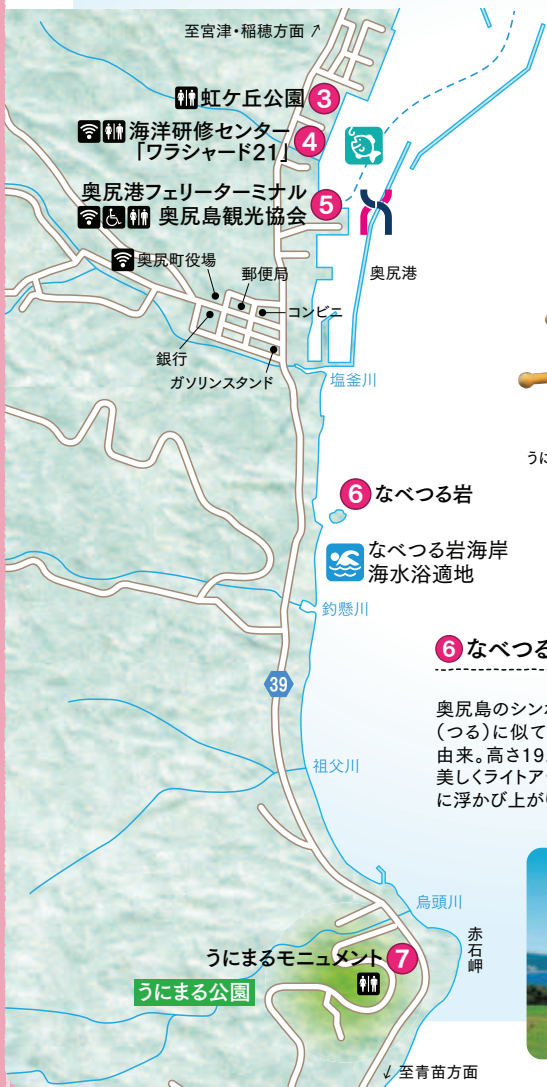 至宮津・稲穂方面
虹ケ丘公園 3
海洋研修センター 4
「ワラシャード21」
奥尻港フェリーターミナル 5
奥尻島観光協会
奥尻港
奥尻町役場
郵便局
コンビニ
銀行
ガソリンスタンド
塩釜川
うに
6 なべつる岩
なべつる岩海岸
海水浴適地
釣懸川
6 なべつる
39
奥尻島のシンボ
（つる）に似て
由来。高さ19.
美しくライトア
に浮かび上がり
祖父川
烏頭川
赤石岬
うにまるモニュメント 7
うにまる公園
至青苗方面